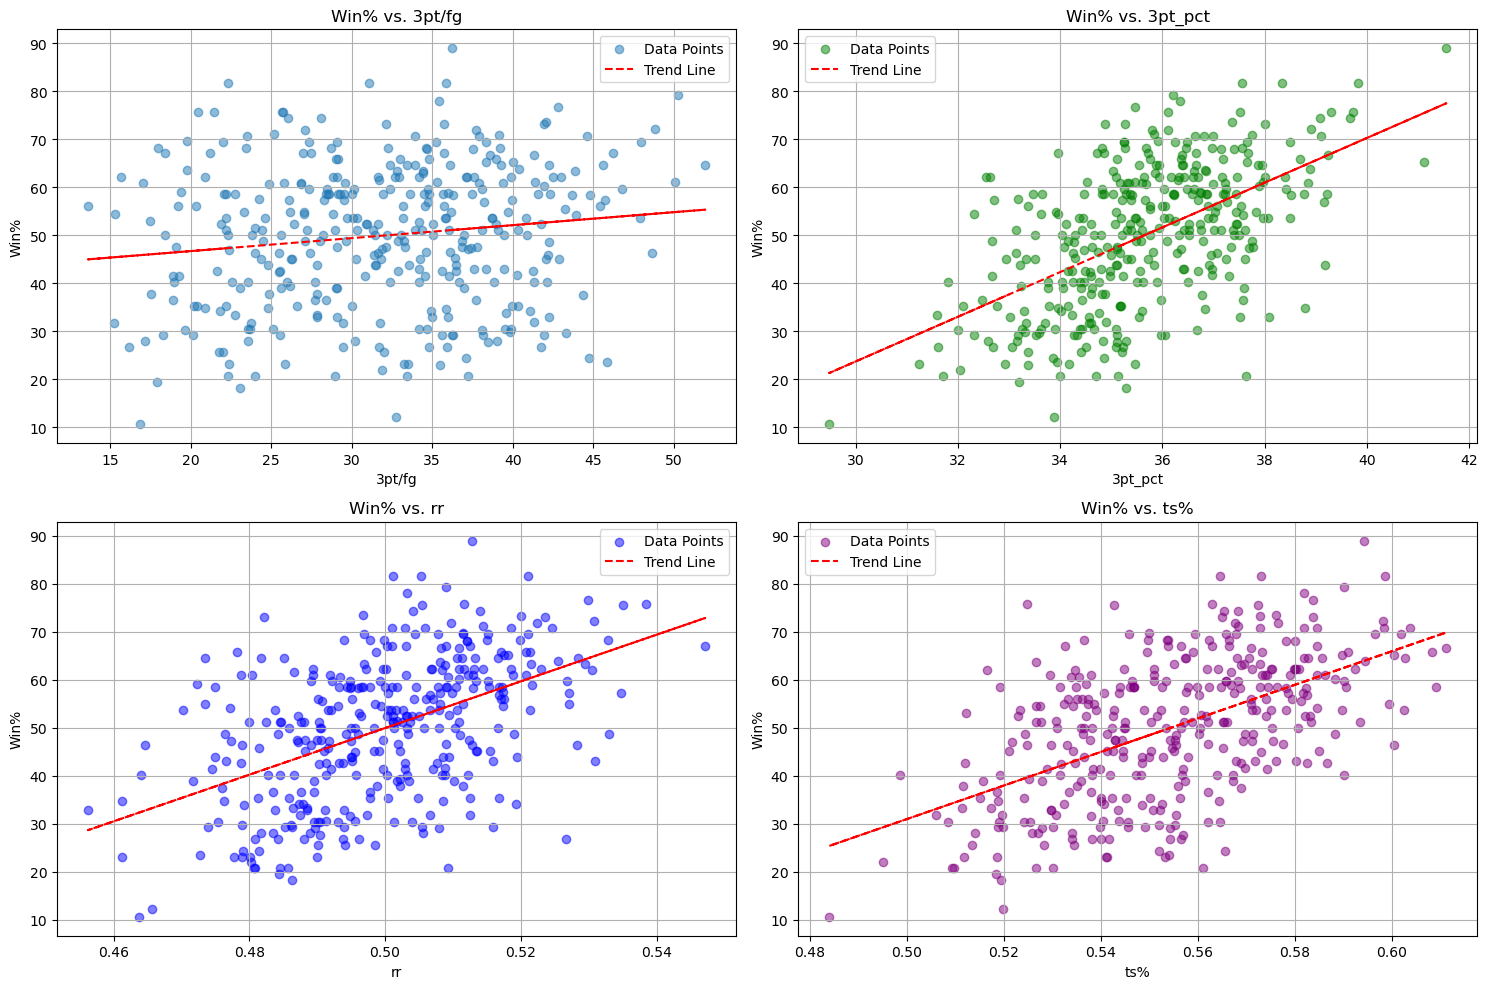 Win% vs. 3pt/fg
Data Points
Trend Line
Win%
90
80
70
60
50
40
30
20
10
15 20 25 30 35 40 45 50
3pt/fg
Win% vs. 3pt_pct
Data Points
Trend Line
Win%
90
80
70
60
50
40
30
20
10
30 32 34 36 38 40 42
3pt_pct
Win% vs. rr
Data Points
Trend Line
Win%
90
80
70
60
50
40
30
20
10
0.46 0.48 0.50 0.52 0.54
rr
Win% vs. ts%
Data Points
Trend Line
Win%
90
80
70
60
50
40
30
20
10
0.48 0.50 0.52 0.54 0.56 0.58 0.60
ts%